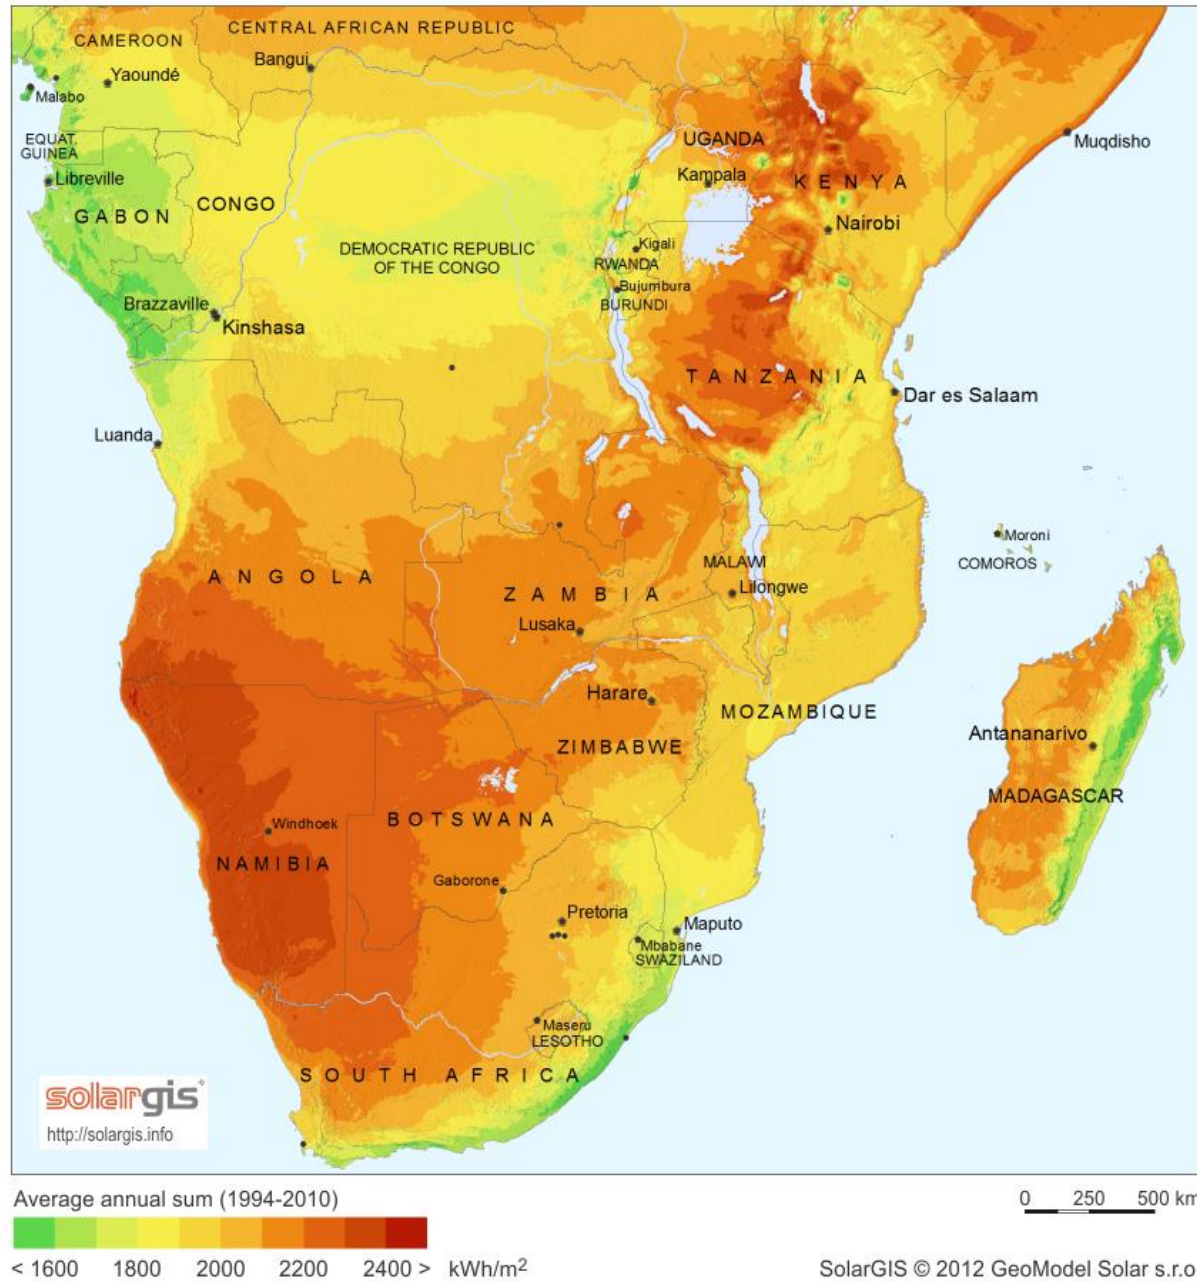 CENTRAL AFRICAN REPUBLIC
CAMEROON
Bangui
Yaoundé
Malabo
UGANDA
Muqdisho
EQUAT.
GUINEA
Kampala
KENYA
Libreville
CONGO
GABON
Nairobi
DEMOCRATIC REPUBLIC
OF THE CONGO
Kigali
RWANDA
Bujumbura
BURUNDI
Brazzaville
Kinshasa
TANZANIA
Dar es Salaam
Luanda
Moroni
COMOROS
MALAWI
ANGOLA
Lilongwe
ZAMBIA
Lusaka
Harare
MOZAMBIQUE
Antananarivo
ZIMBABWE
MADAGASCAR
BOTSWANA
Windhoek
NAMIBIA
Gaborone
Pretoria
Maputo
Mbabane
SWAZILAND
Maseru
LESOTHO
SOUTH AFRICA
solargis
http://solargis.info
Average annual sum (1994-2010)
0 250 500 km
< 1600 1800 2000 2200 2400 > kWh/m²
SolarGIS © 2012 GeoModel Solar s.r.o